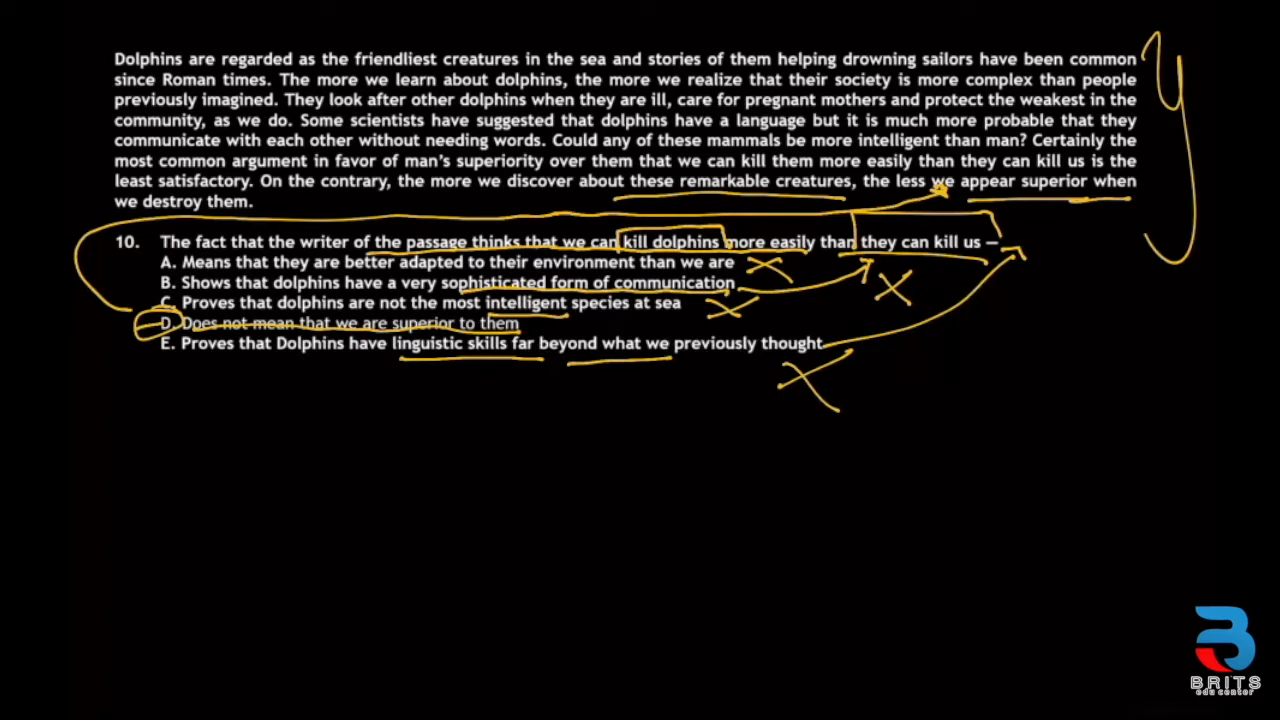 Dolphins are regarded as the friendliest creatures in the sea and stories of them helping drowning sailors have been common
since Roman times. The more we learn about dolphins, the more we realize that their society is more complex than people
previously imagined. They look after other dolphins when they are ill, care for pregnant mothers and protect the weakest in the
community, as we do. Some scientists have suggested that dolphins have a language but it is much more probable that they
communicate with each other without needing words. Could any of these mammals be more intelligent than man? Certainly the
most common argument in favor of man's superiority over them that we can kill them more easily than they can kill us is the
least satisfactory. On the contrary, the more we discover about these remarkable creatures, the less we appear superior when
we destroy them.
10. The fact that the writer of the passage thinks that we can kill dolphins more easily than they can kill us —
A. Means that they are better adapted to their environment than we are
B. Shows that dolphins have a very sophisticated form of communication
C. Proves that dolphins are not the most intelligent species at sea
D. Does not mean that we are superior to them
E. Proves that Dolphins have linguistic skills far beyond what we previously thought
BRITS
edu center